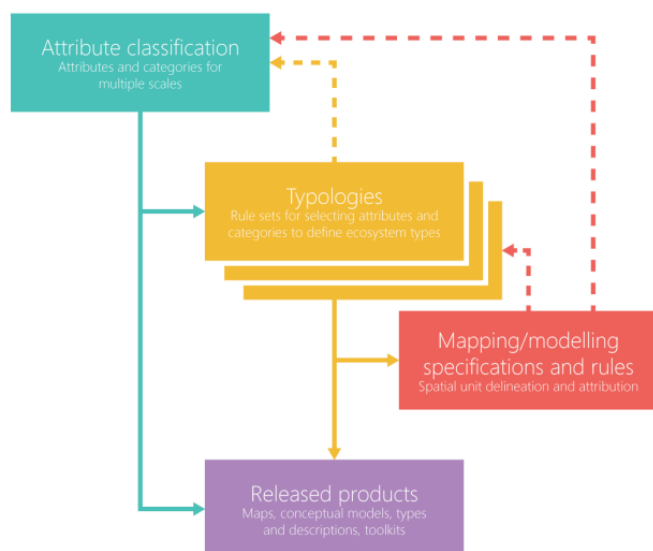 Attribute classification
Attributes and categories for
multiple scales
Typologies
Rule sets for selecting attributes and
categories to define ecosystem types
Mapping/modelling
specifications and rules
Spatial unit delineation and attribution
Released products
Maps, conceptual models, types
and descriptions, toolkits